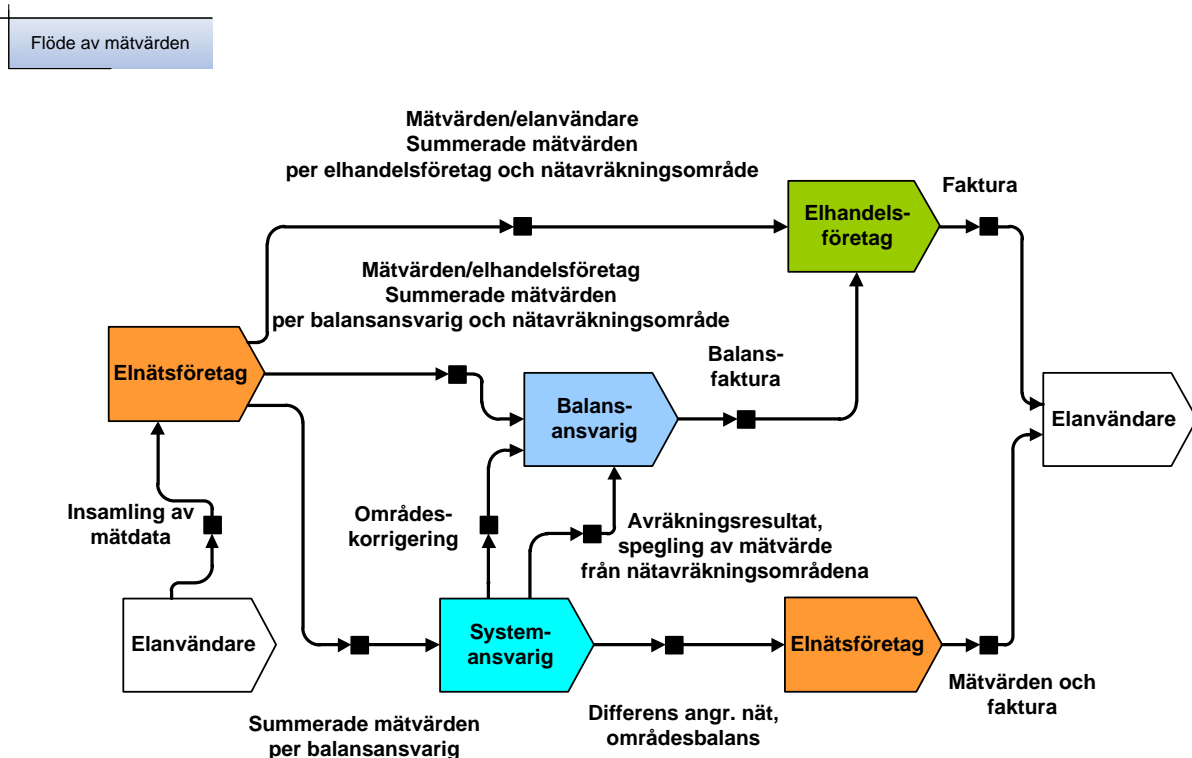 Flöde av mätvärden
Mätvärden/elanvändare
Summerade mätvärden
per elhandelsföretag och nätavräkningsområde
Elhandels-
företag
Faktura
Mätvärden/elhandelsföretag
Summerade mätvärden
per balansansvarig och nätavräkningsområde
Elnätsföretag
Balans-
ansvarig
Balans-
faktura
Elanvändare
Insamling av
mätdata
Områdes-
korrigering
Avräkningsresultat,
spegling av mätvärde
från nätavräkningsområdena
Elanvändare
System-
ansvarig
Elnätsföretag
Summerade mätvärden
per balansansvarig
Differens angr. nät,
områdesbalans
Mätvärden och
faktura